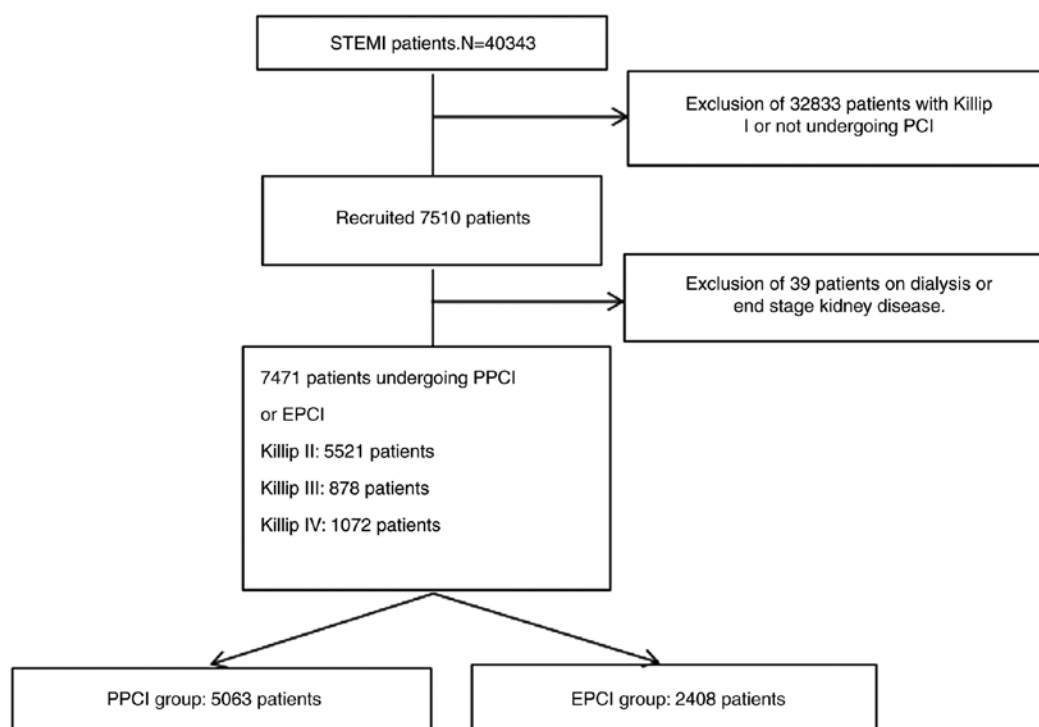 STEMI patients.N=40343
Exclusion of 32833 patients with Killip
I or not undergoing PCI
Recruited 7510 patients
Exclusion of 39 patients on dialysis or
end stage kidney disease.
7471 patients undergoing PPCI
or EPCI
Killip II: 5521 patients
Killip III: 878 patients
Killip IV: 1072 patients
PPCI group: 5063 patients
EPCI group: 2408 patients